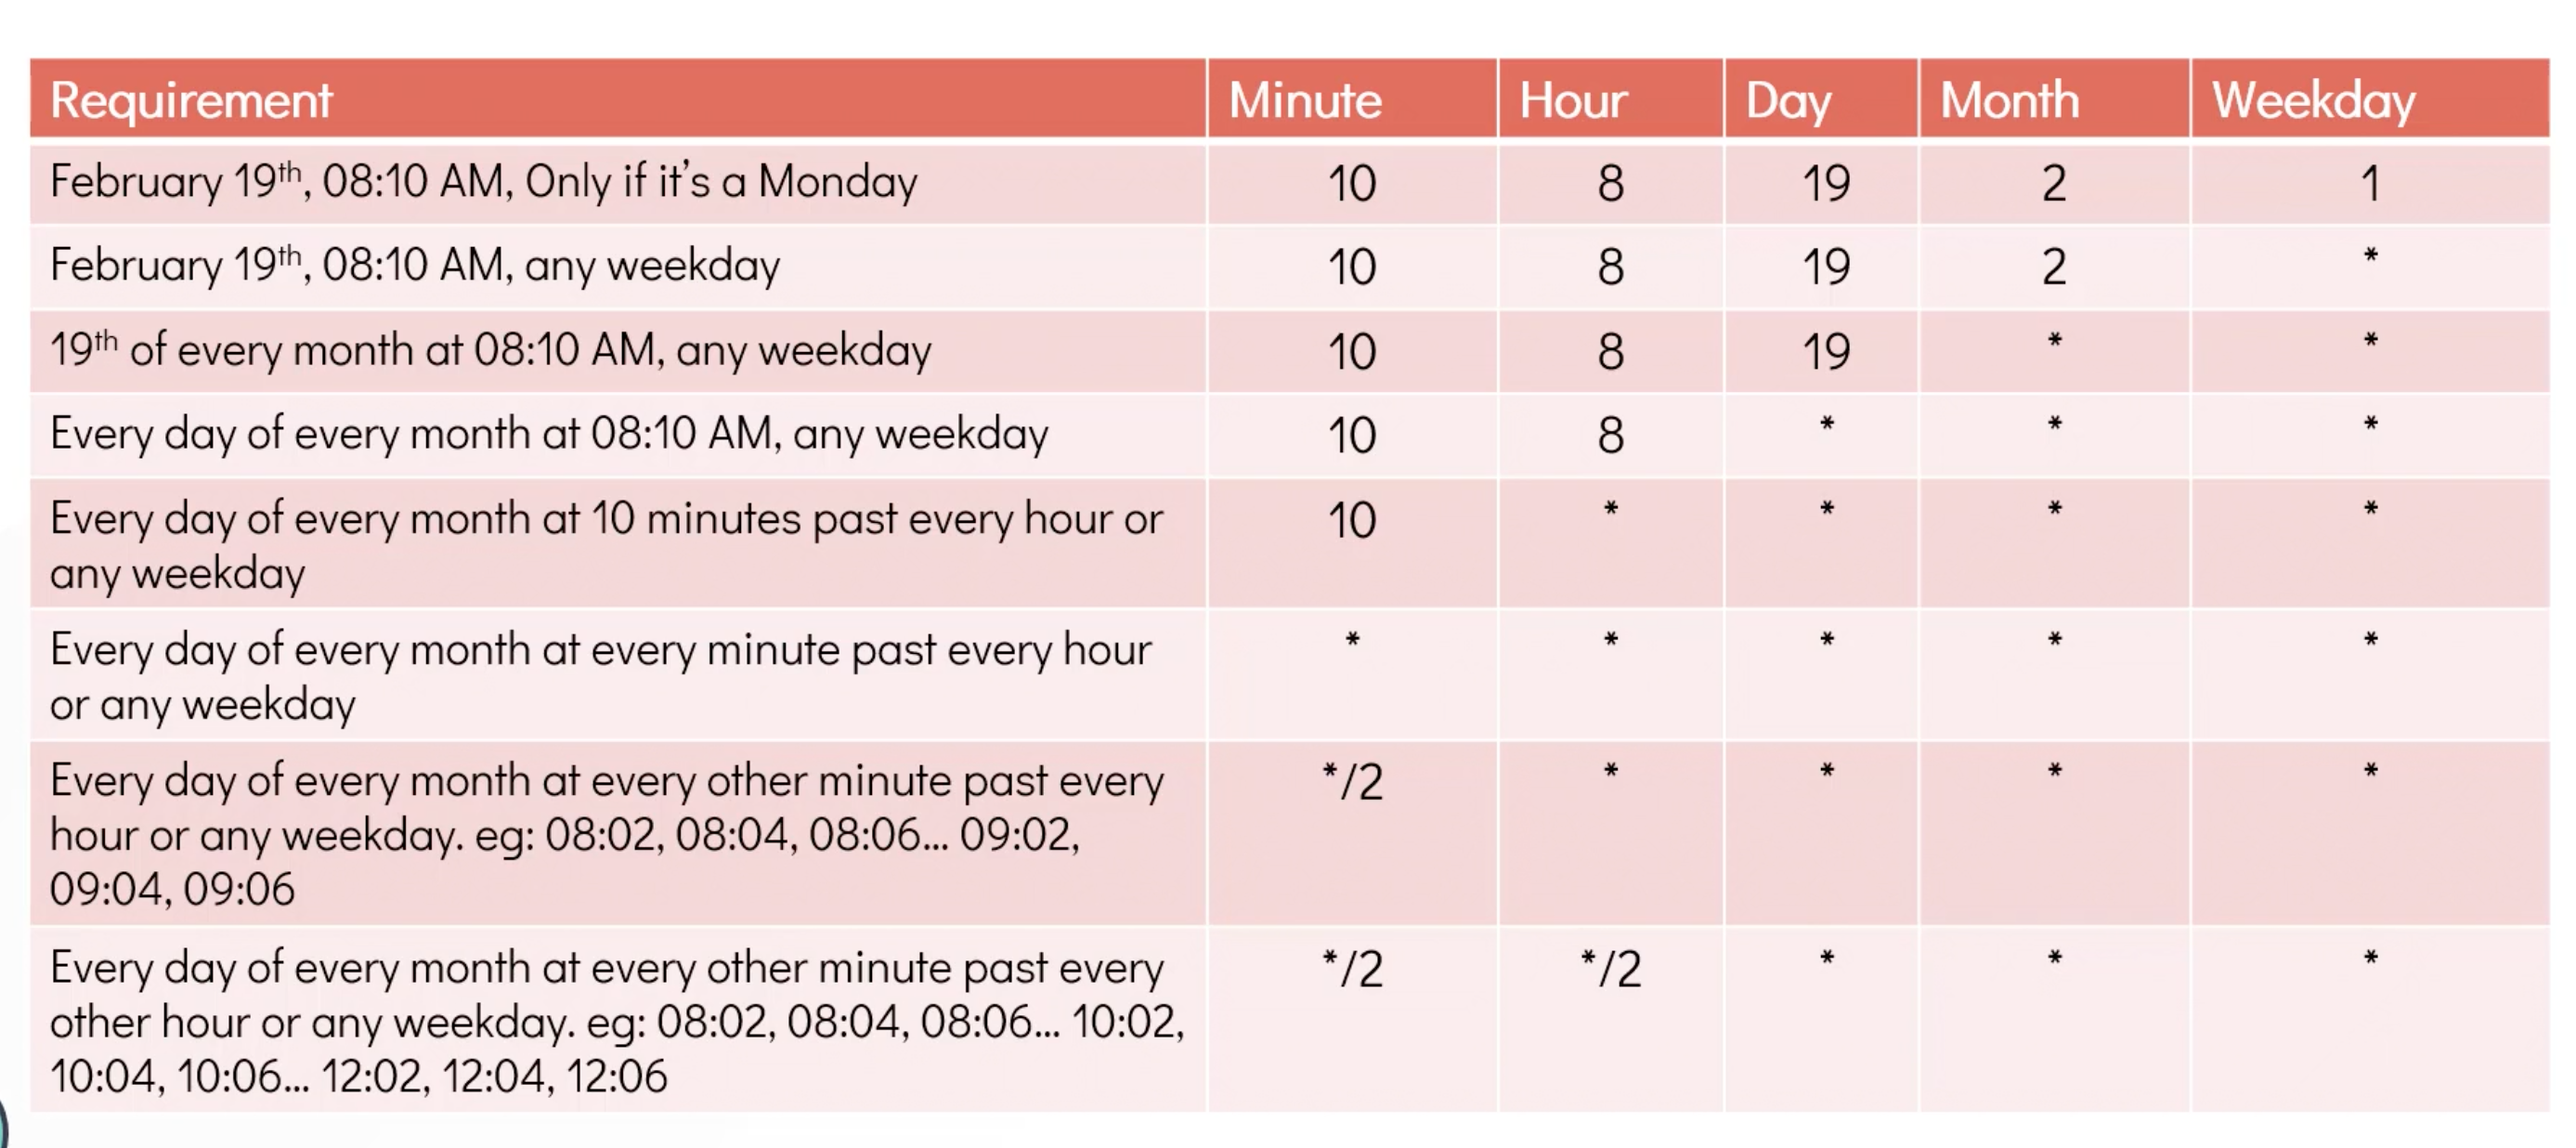 Requirement Minute Hour Day Month Weekday
February 19th, 08:10 AM, Only if it's a Monday 10 8 19 2 1
February 19th, 08:10 AM, any weekday 10 8 19 2 *
19th of every month at 08:10 AM, any weekday 10 8 19 * *
Every day of every month at 08:10 AM, any weekday 10 8 * * *
Every day of every month at 10 minutes past every hour or 10 * * * *
any weekday
Every day of every month at every minute past every hour * * * * *
or any weekday
Every day of every month at every other minute past every */2 * * * *
hour or any weekday. eg: 08:02, 08:04, 08:06... 09:02,
09:04, 09:06
Every day of every month at every other minute past every */2 */2 * * *
other hour or any weekday. eg: 08:02, 08:04, 08:06... 10:02,
10:04, 10:06... 12:02, 12:04, 12:06